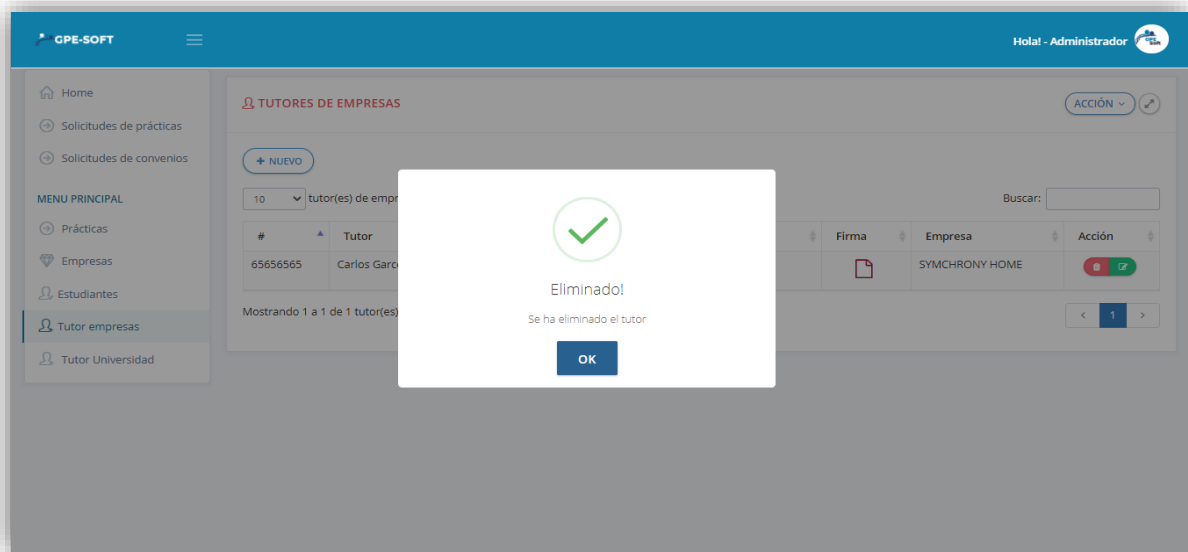 GPE-SOFT
Hola! - Administrador
Home
Solicitudes de prácticas
Solicitudes de convenios
MENU PRINCIPAL
Prácticas
Empresas
Estudiantes
Tutor empresas
Tutor Universidad
TUTORES DE EMPRESAS
ACCIÓN
+ NUEVO
10 tutor(es) de empr
Buscar:
# Tutor Firma Empresa Acción
65656565 Carlos Garc SYMCHRONY HOME
Mostrando 1 a 1 de 1 tutor(es)
< 1 >
Eliminado!
Se ha eliminado el tutor
OK